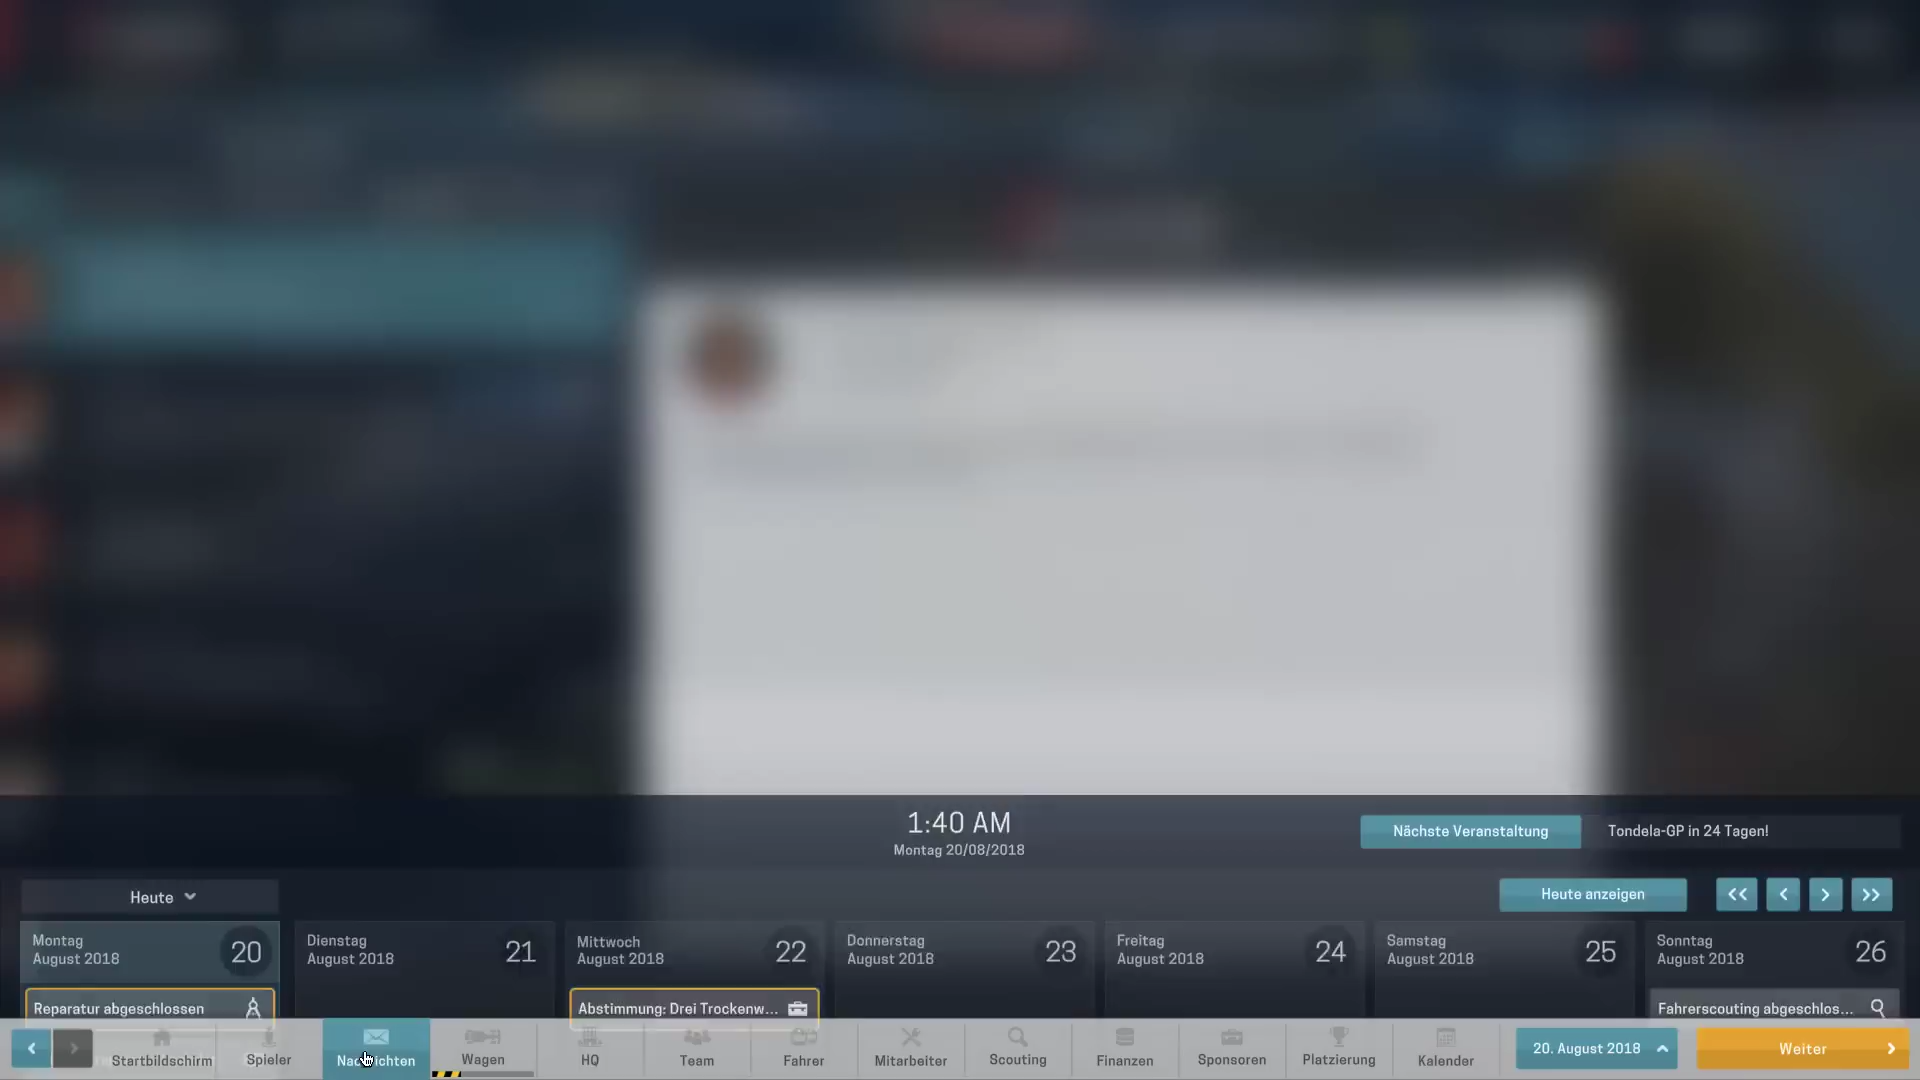 1:40 AM
Montag 20/08/2018
Nächste Veranstaltung
Tondela-GP in 24 Tagen!
Heute
Heute anzeigen
Montag
August 2018
20
Dienstag
August 2018
21
Mittwoch
August 2018
22
Donnerstag
August 2018
23
Freitag
August 2018
24
Samstag
August 2018
25
Sonntag
August 2018
26
Reparatur abgeschlossen
Abstimmung: Drei Trockenw...
Fahrerscouting abgeschlos...
Startbildschirm
Spieler
Nachrichten
Wagen
HQ
Team
Fahrer
Mitarbeiter
Scouting
Finanzen
Sponsoren
Platzierung
Kalender
20. August 2018
Weiter